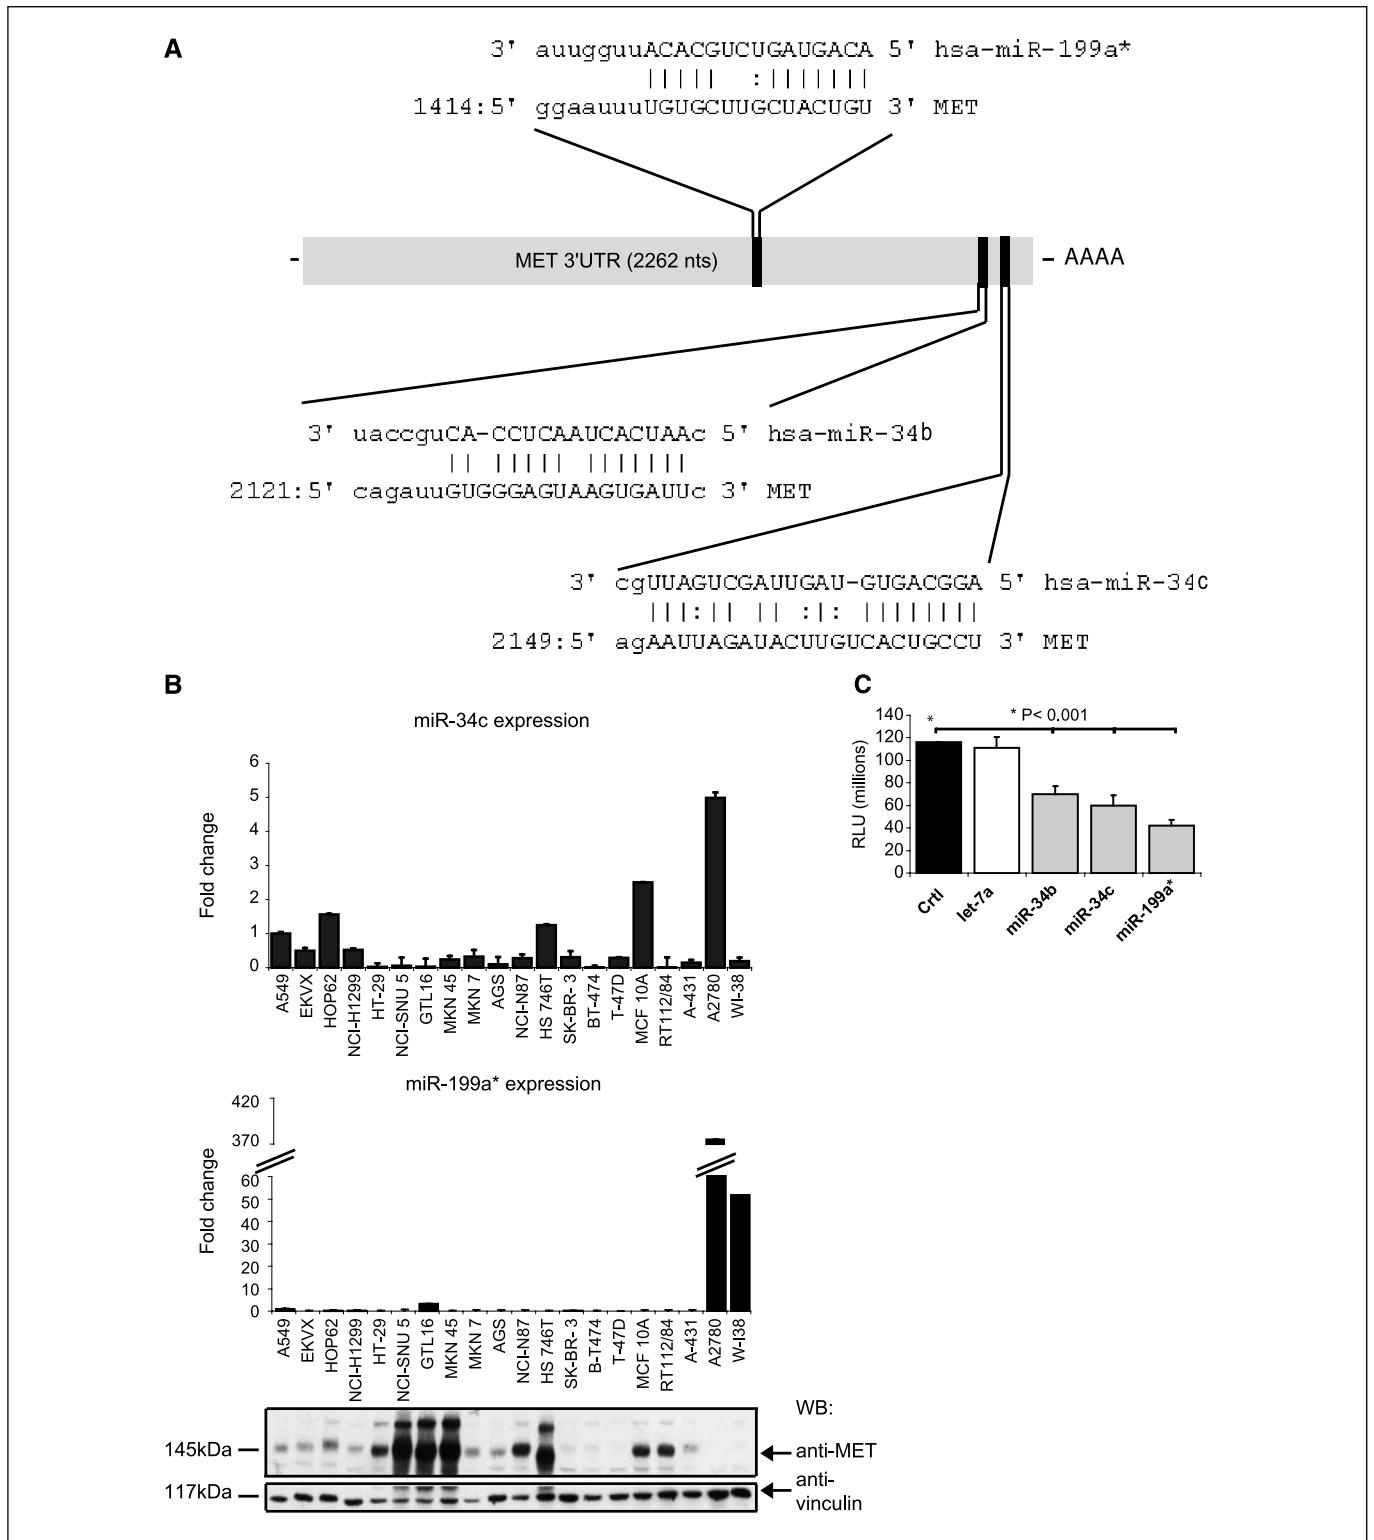 A
3' auugguuACACGUCUGAUGACA 5' hsa-miR-199a*
||||| :|||||||
1414:5' ggaauuuUGUGCUUGCUACUGU 3' MET
- MET 3'UTR (2262 nts) - AAAA
3' uaccguCA-CCUCAAUCACUAAc 5' hsa-miR-34b
|| ||||| |||||||
2121:5' cagauuGUGGGAGUAAGUGAUUc 3' MET
3' cgUUAGUCGAUUGAU-GUGACGGA 5' hsa-miR-34c
|||:|| || :|: ||||||||
2149:5' agAAUUAGAUACUUGUCACUGCCU 3' MET
B
miR-34c expression
Fold change
6
5
4
3
2
1
0
A549
EKVX
HOP62
NCI-H1299
HT-29
NCI-SNU 5
GTL16
MKN 45
MKN 7
AGS
NCI-N87
HS 746T
SK-BR- 3
BT-474
T-47D
MCF 10A
RT112/84
A-431
A2780
WI-38
C
* * P< 0.001
RLU (millions)
140
120
100
80
60
40
20
0
Crtl
let-7a
miR-34b
miR-34c
miR-199a*
miR-199a* expression
Fold change
420
370
60
50
40
30
20
10
0
A549
EKVX
HOP62
NCI-H1299
HT-29
NCI-SNU 5
GTL16
MKN 45
MKN 7
AGS
NCI-N87
HS 746T
SK-BR- 3
B-T474
T-47D
MCF 10A
RT112/84
A-431
A2780
W-I38
WB:
145kDa
anti-MET
117kDa
anti-
vinculin